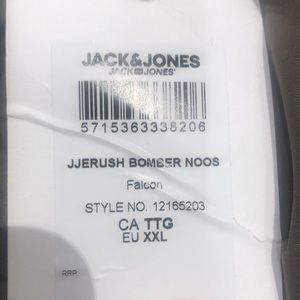 JACK&JONES
JACK JONES
5715363338206
JJERUSH BOMBER NOOS
Falcon
STYLE NO. 12165203
CA TTG
EU XXL
RRP